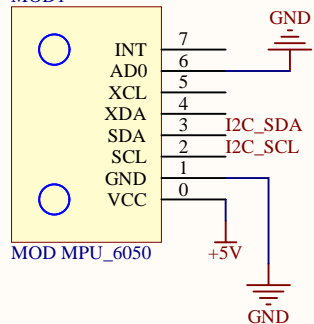 MOD1
GND
INT 7
AD0 6
XCL 5
XDA 4
SDA 3 I2C_SDA
SCL 2 I2C_SCL
GND 1
VCC 0
MOD MPU_6050 +5V
GND